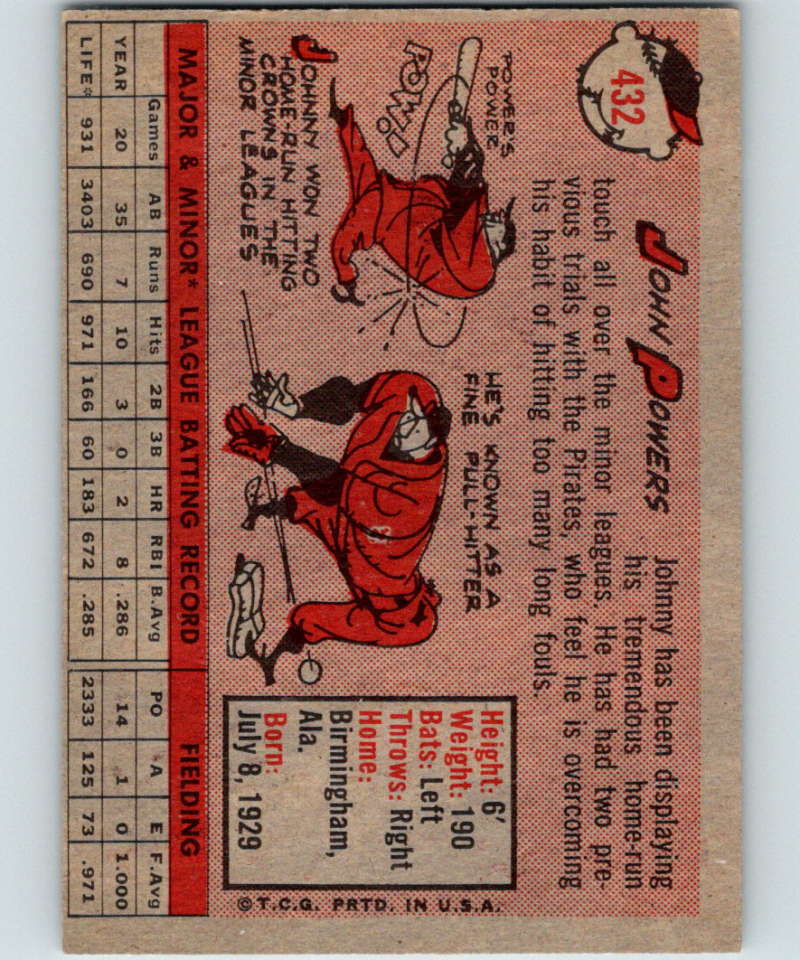 432
JOHN POWERS
Johnny has been displaying
his tremendous home-run
touch all over the minor leagues. He has had two pre-
vious trials with the Pirates, who feel he is overcoming
his habit of hitting too many long fouls.
POWER'S
POWER
POW!
JOHNNY WON TWO
HOME-RUN HITTING
CROWNS IN THE
MINOR LEAGUES
HE'S KNOWN AS A
FINE PULL-HITTER
Height: 6'
Weight: 190
Bats: Left
Throws: Right
Home:
Birmingham,
Ala.
Born:
July 8, 1929
MAJOR & MINOR* LEAGUE BATTING RECORD FIELDING
Games AB Runs Hits 2B 3B HR RBI B.Avg PO A E F.Avg
YEAR 20 35 7 10 3 0 2 8 .286 14 1 0 1.000
LIFE* 931 3403 690 971 166 60 183 672 .285 2333 125 73 .971
©T.C.G. PRTD. IN U.S.A.